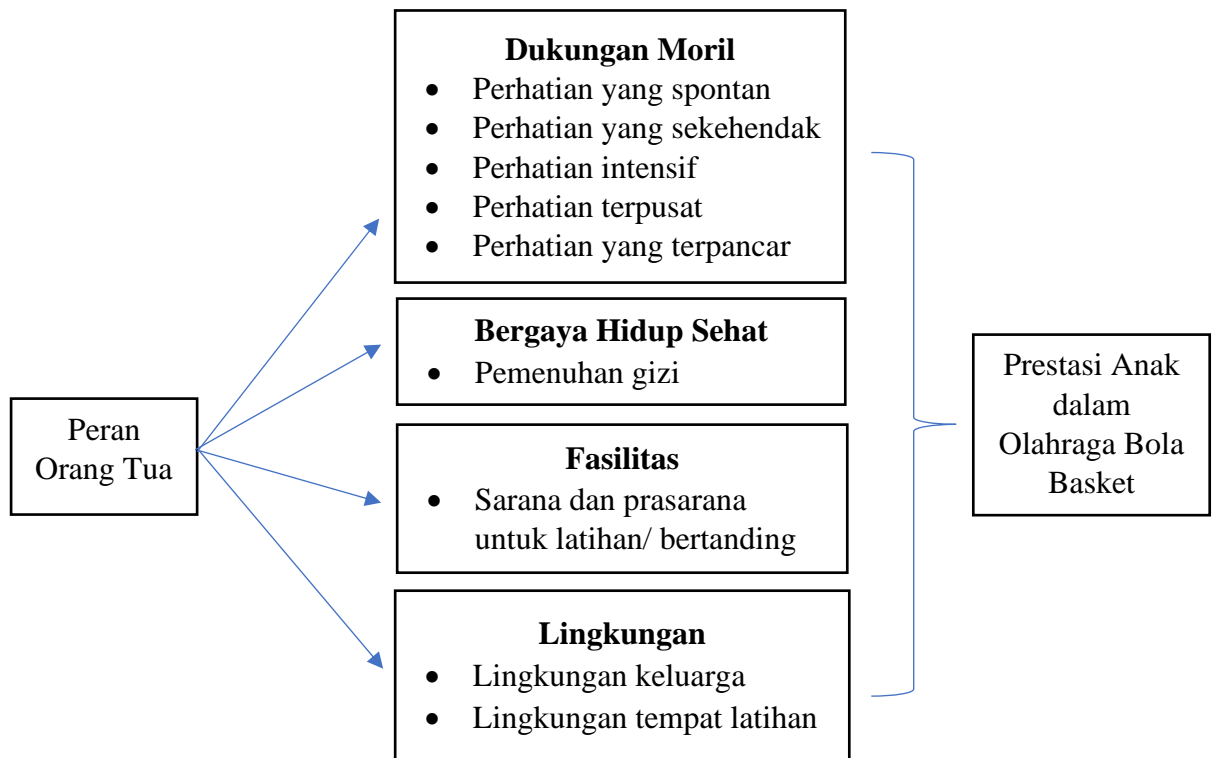 Peran
Orang Tua
Dukungan Moril
• Perhatian yang spontan
• Perhatian yang sekehendak
• Perhatian intensif
• Perhatian terpusat
• Perhatian yang terpancar
Bergaya Hidup Sehat
• Pemenuhan gizi
Fasilitas
• Sarana dan prasarana
untuk latihan/ bertanding
Lingkungan
• Lingkungan keluarga
• Lingkungan tempat latihan
Prestasi Anak
dalam
Olahraga Bola
Basket